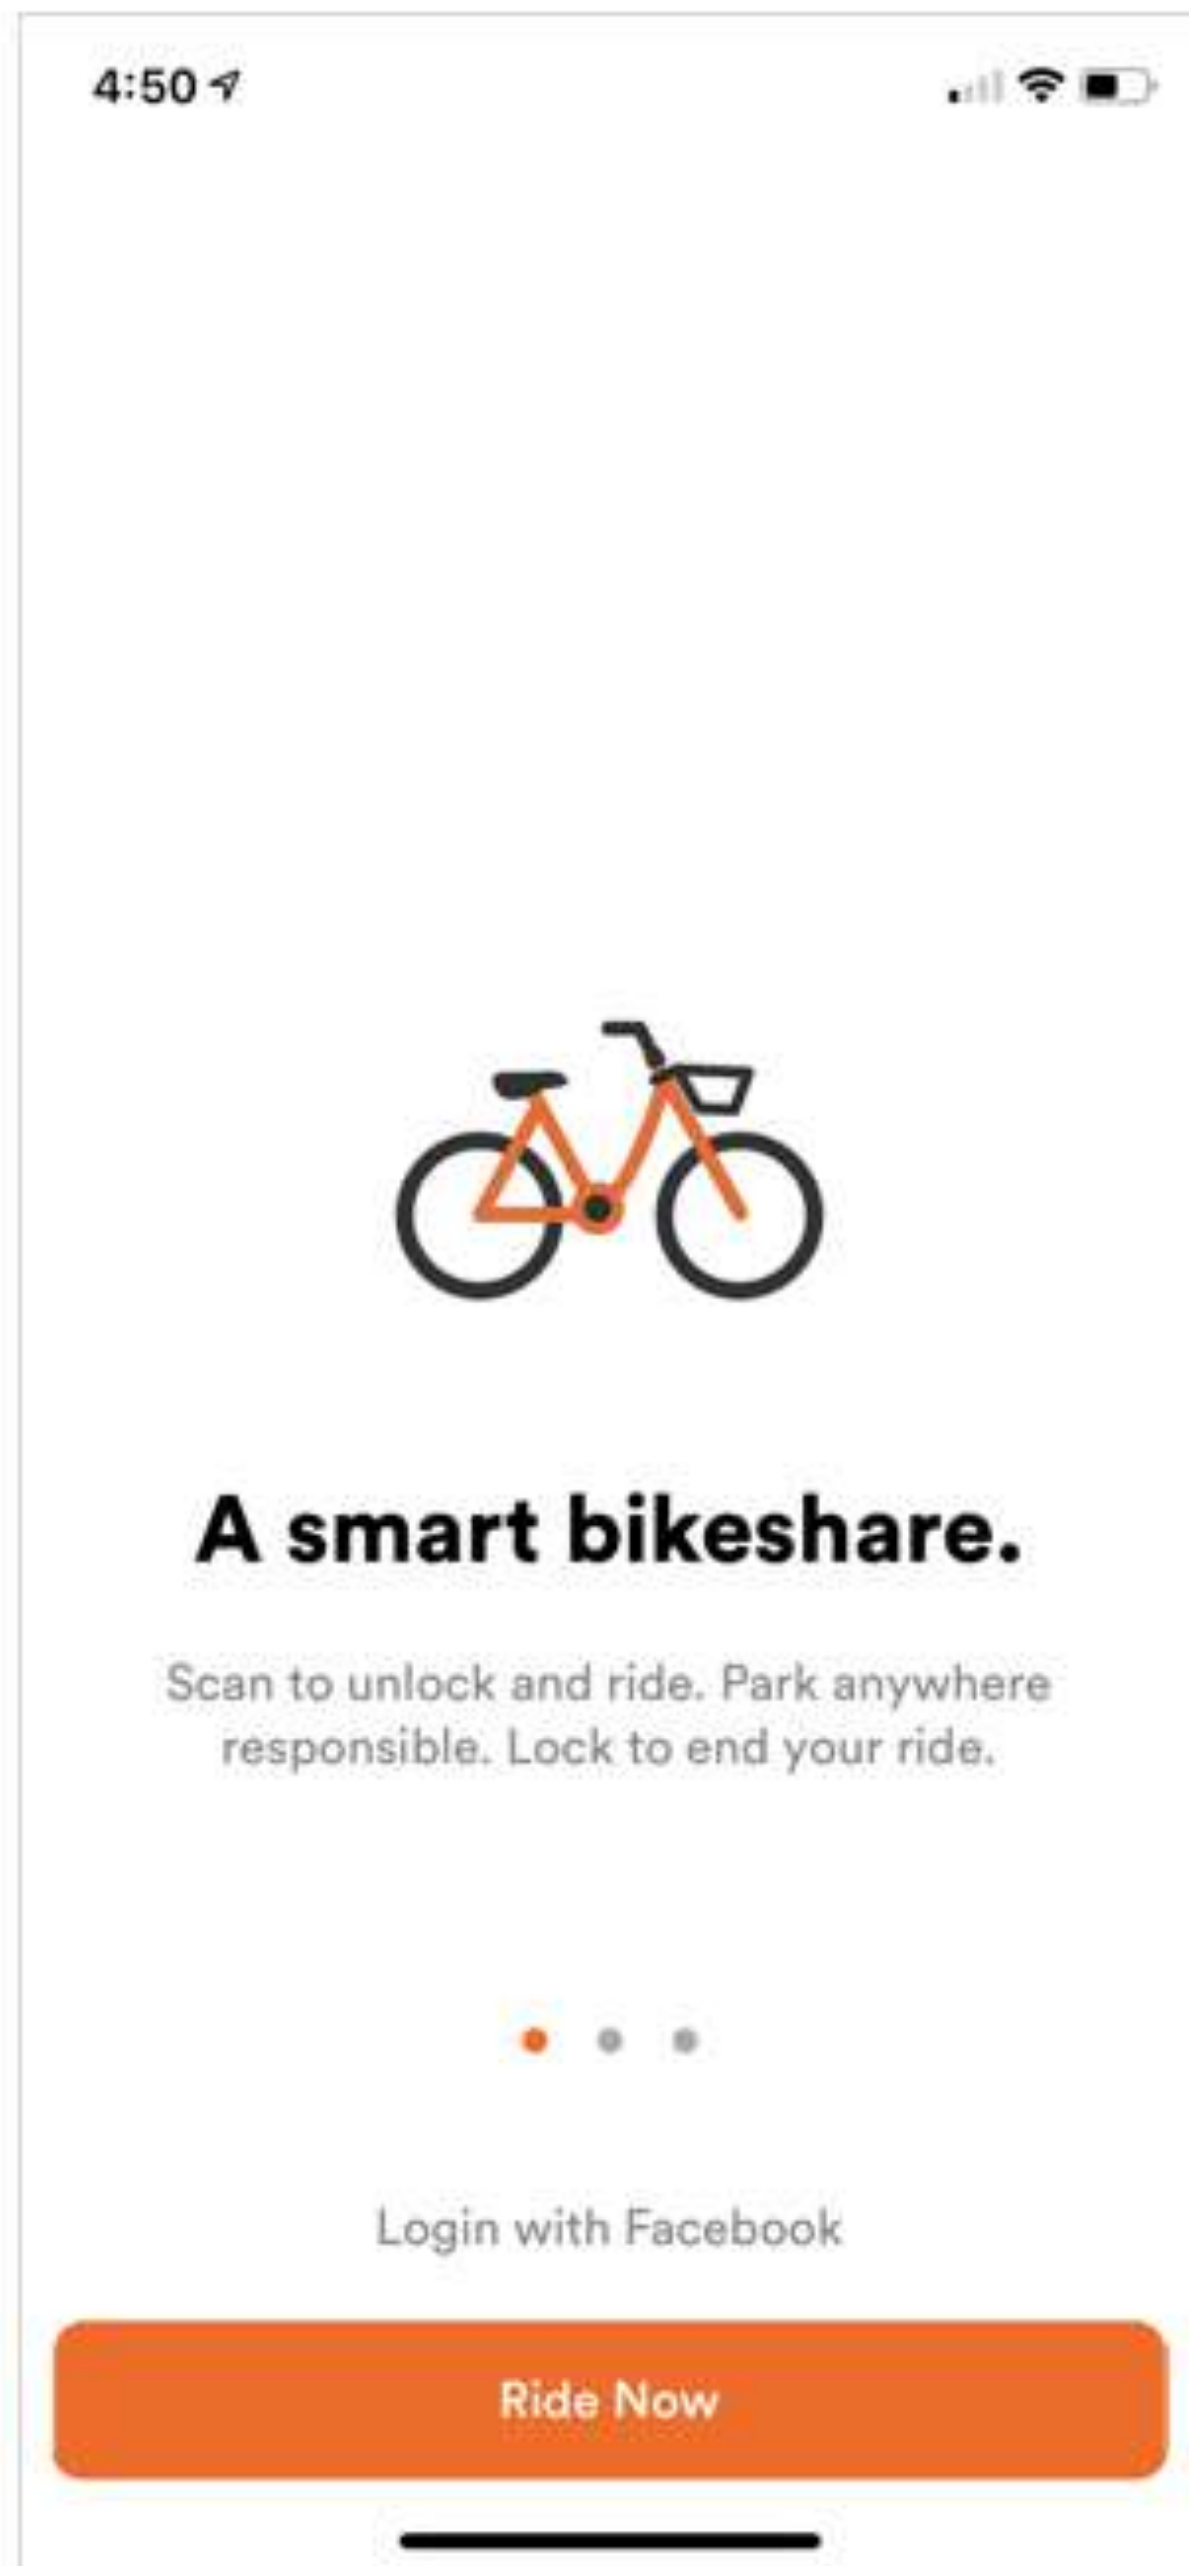 4:50
A smart bikeshare.
Scan to unlock and ride. Park anywhere
responsible. Lock to end your ride.
Login with Facebook
Ride Now